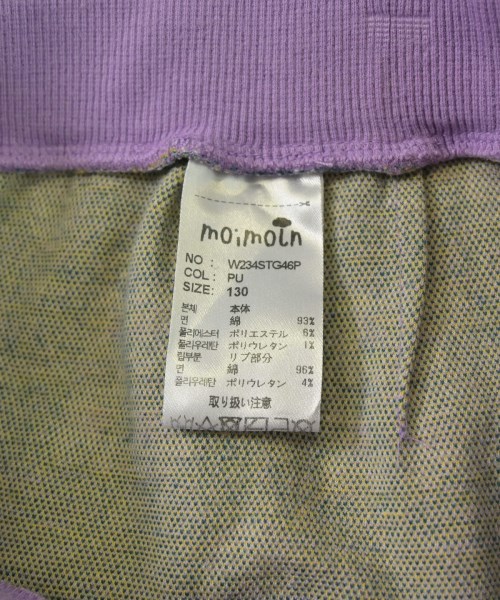 moimoln
NO : W234STG46P
COL : PU
SIZE: 130
본체 本体
면 綿 93%
폴리에스터 ポリエステル 6%
폴리우레탄 ポリウレタン 1%
립부분 リブ部分
면 綿 96%
폴리우레탄 ポリウレタン 4%
取り扱い注意